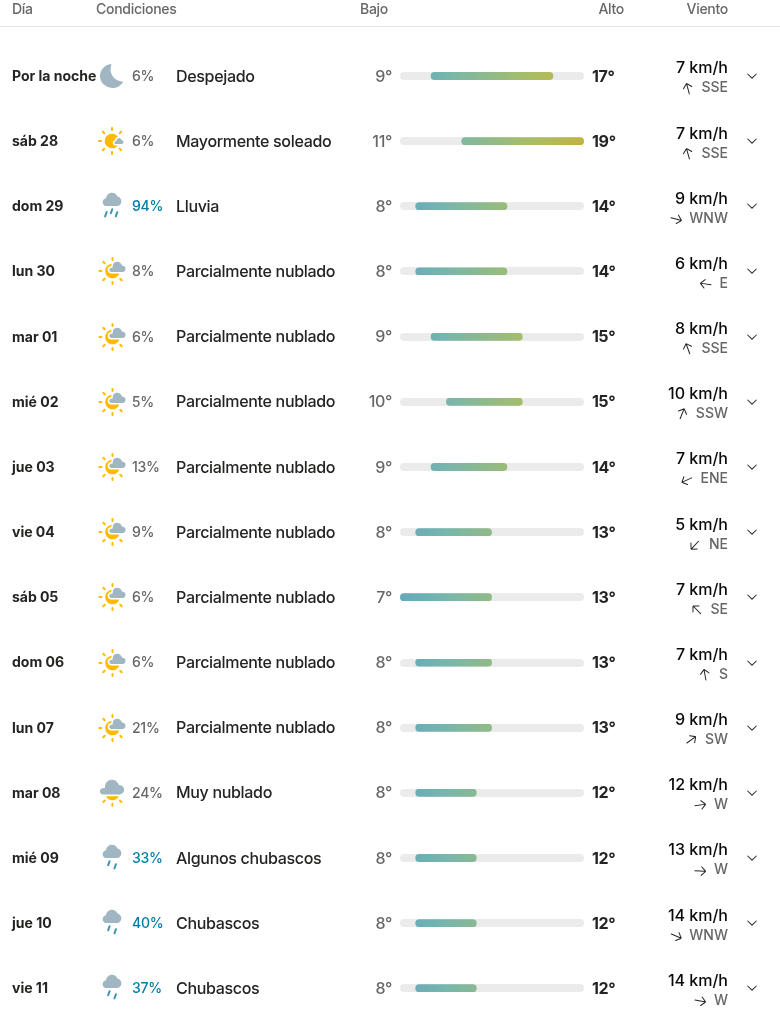 Día Condiciones Bajo Alto Viento
Por la noche 6% Despejado 9° 17° 7 km/h
SSE
sáb 28 6% Mayormente soleado 11° 19° 7 km/h
SSE
dom 29 94% Lluvia 8° 14° 9 km/h
WNW
lun 30 8% Parcialmente nublado 8° 14° 6 km/h
E
mar 01 6% Parcialmente nublado 9° 15° 8 km/h
SSE
mié 02 5% Parcialmente nublado 10° 15° 10 km/h
SSW
jue 03 13% Parcialmente nublado 9° 14° 7 km/h
ENE
vie 04 9% Parcialmente nublado 8° 13° 5 km/h
NE
sáb 05 6% Parcialmente nublado 7° 13° 7 km/h
SE
dom 06 6% Parcialmente nublado 8° 13° 7 km/h
S
lun 07 21% Parcialmente nublado 8° 13° 9 km/h
SW
mar 08 24% Muy nublado 8° 12° 12 km/h
W
mié 09 33% Algunos chubascos 8° 12° 13 km/h
W
jue 10 40% Chubascos 8° 12° 14 km/h
WNW
vie 11 37% Chubascos 8° 12° 14 km/h
W